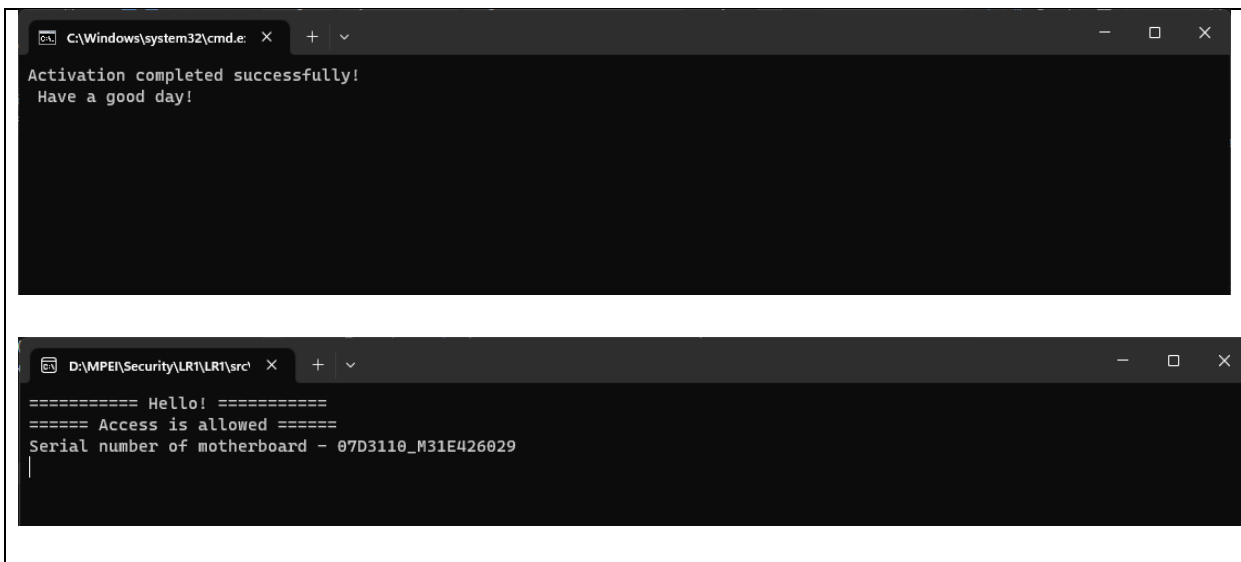 C:\Windows\system32\cmd.e:
Activation completed successfully!
Have a good day!
D:\MPEI\Security\LR1\LR1\src\
=========== Hello! ===========
====== Access is allowed ======
Serial number of motherboard - 07D3110_M31E426029